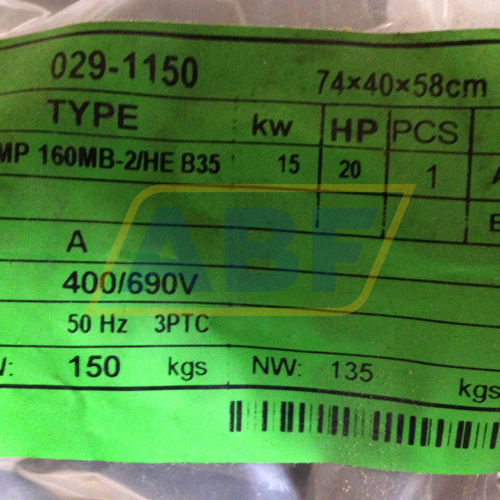 029-1150 74×40×58cm
TYPE kw HP PCS
MP 160MB-2/HE B35 15 20 1
A
400/690V
50 Hz 3PTC
150 kgs NW: 135 kgs
ABF